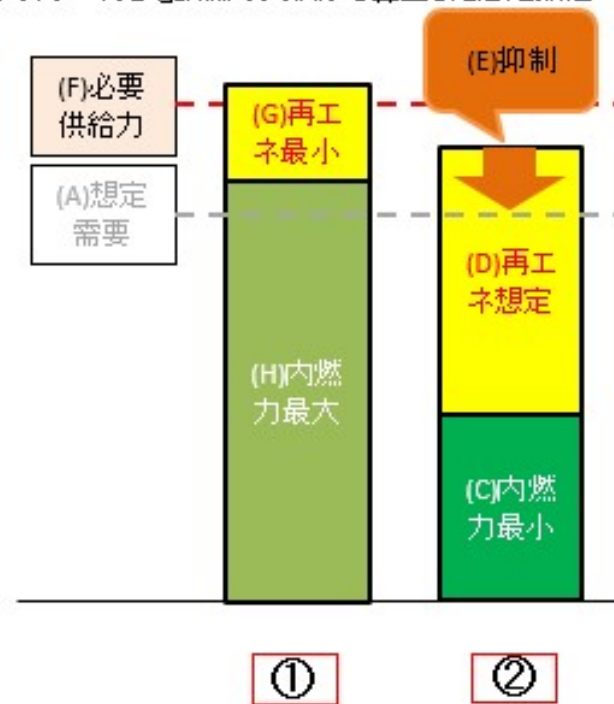 (E)抑制
(F)必要
供給力
(G)再エ
ネ最小
(A)想定
需要
(D)再エ
ネ想定
(H)内燃
力最大
(C)内燃
力最小
①
②